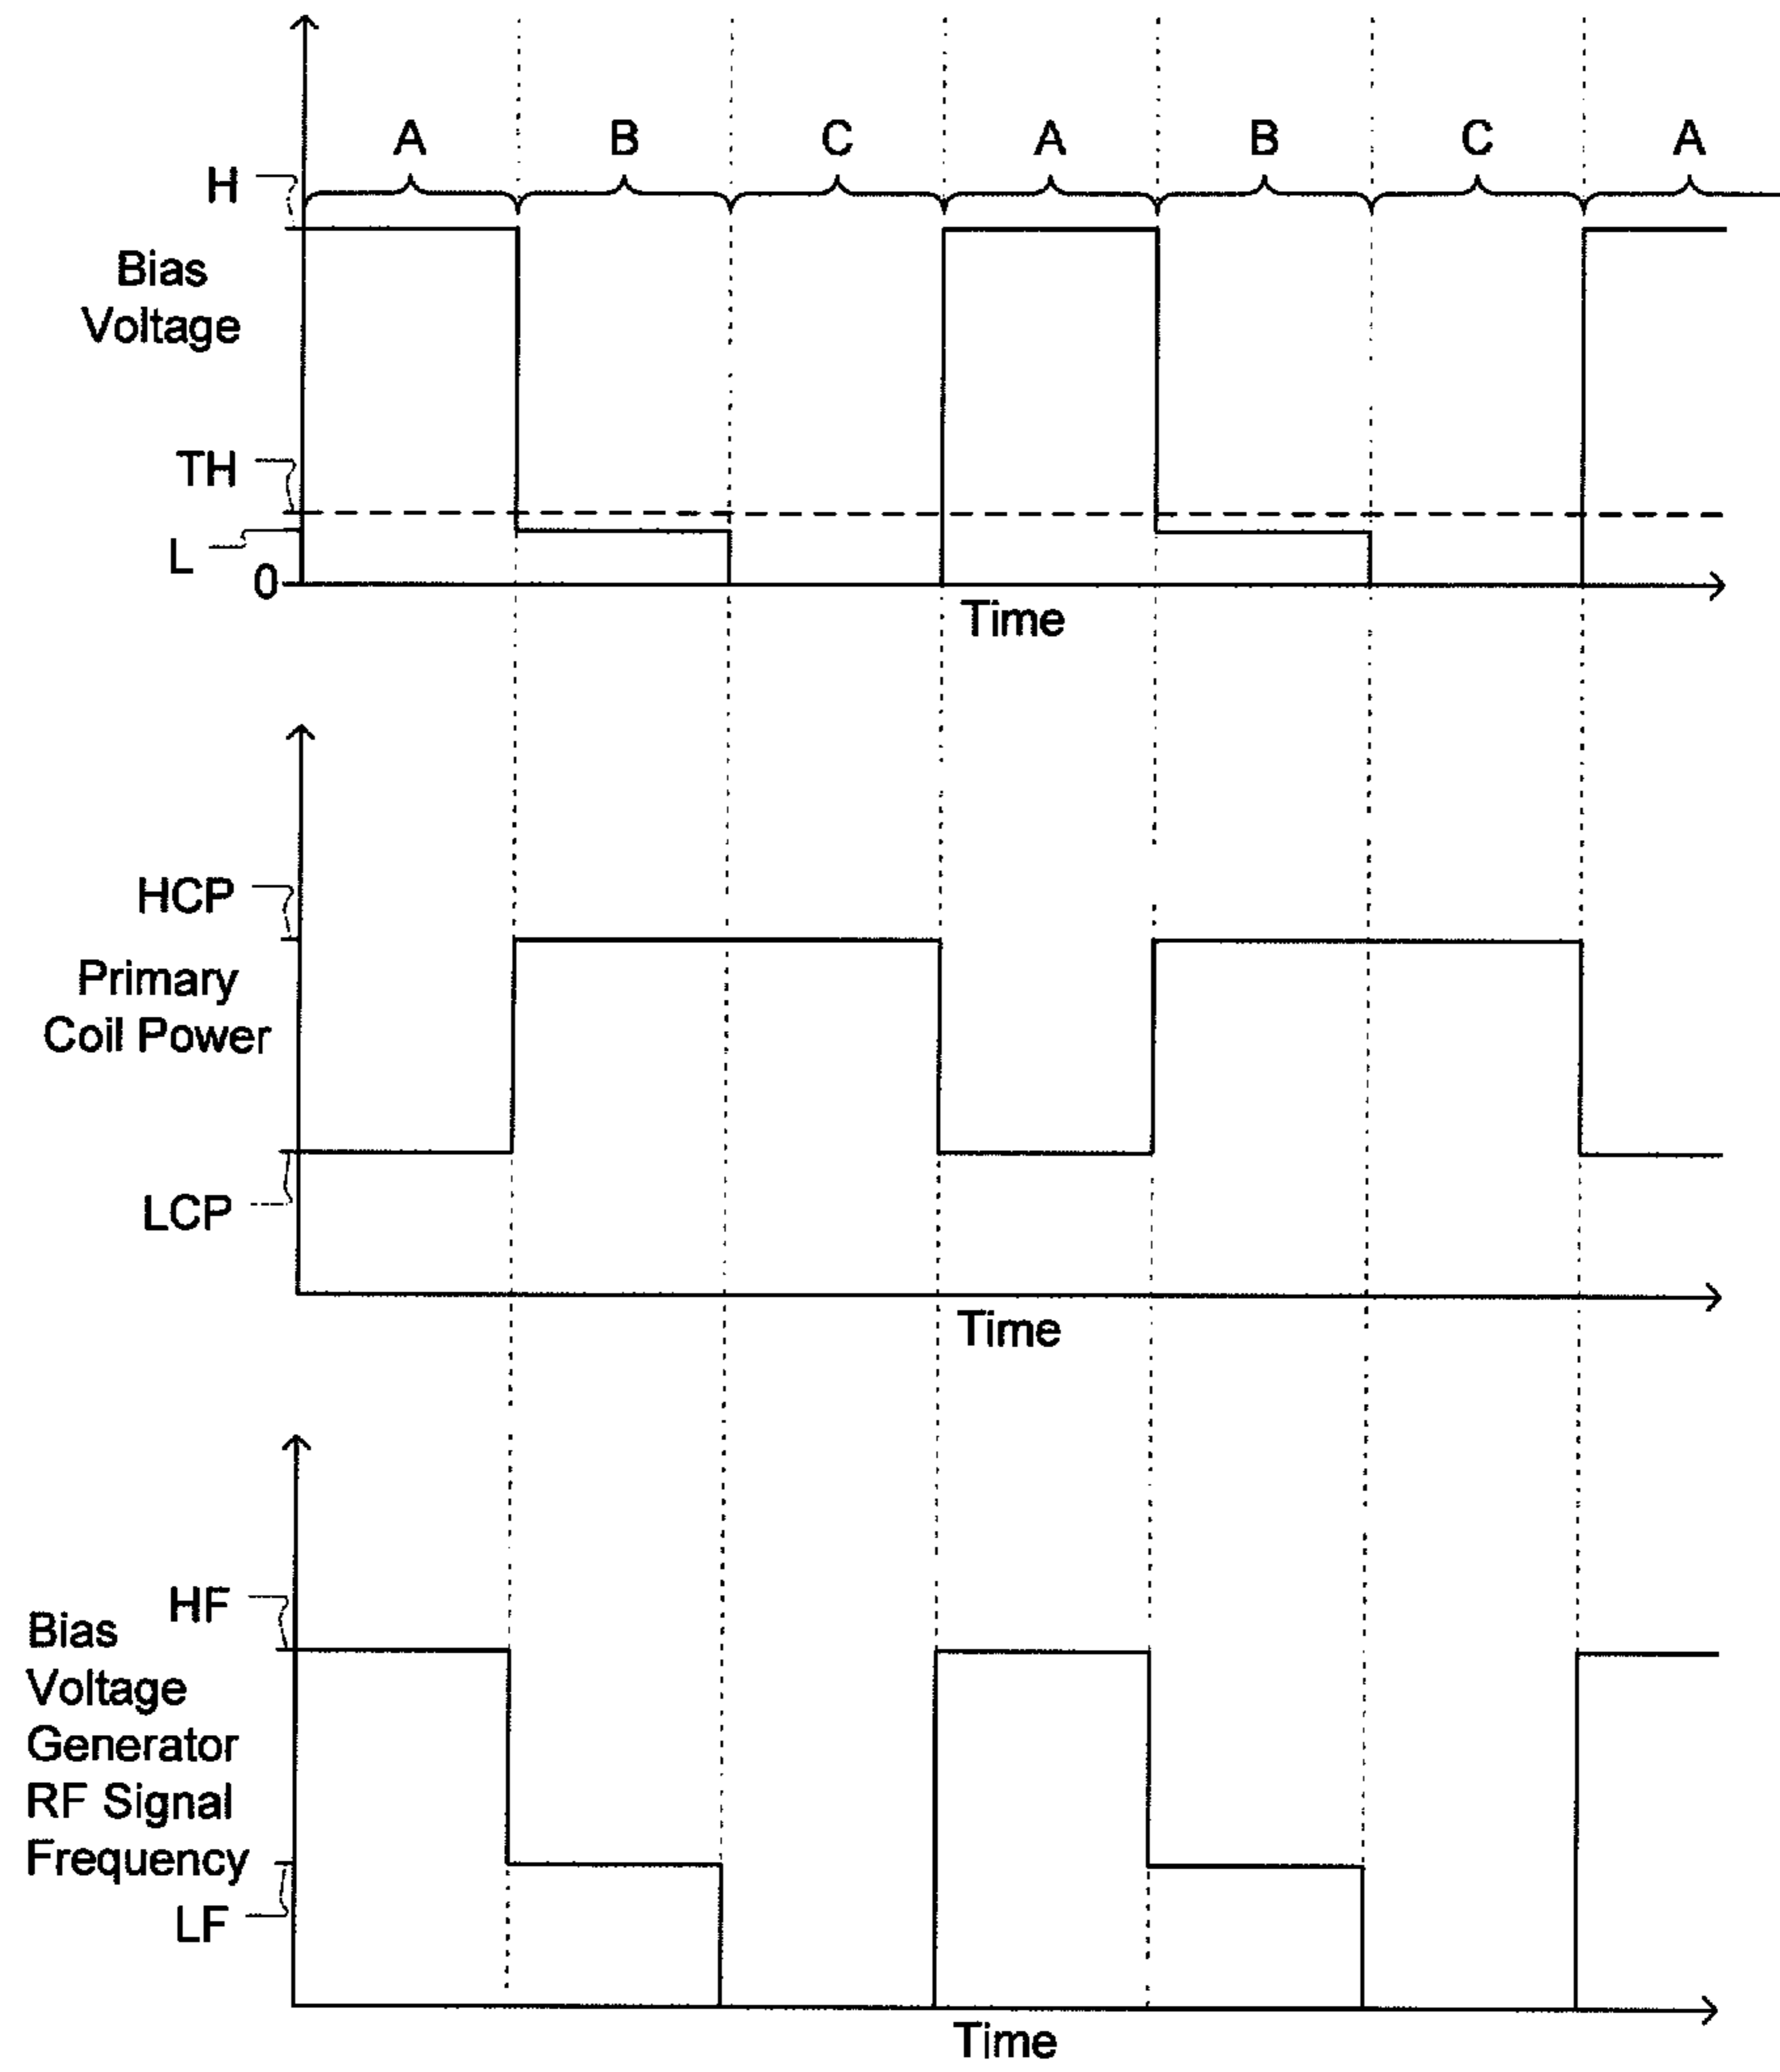 A B C A B C A
H
Bias
Voltage
TH
L
0
Time
HCP
Primary
Coil Power
LCP
Time
HF
Bias
Voltage
Generator
RF Signal
Frequency
LF
Time